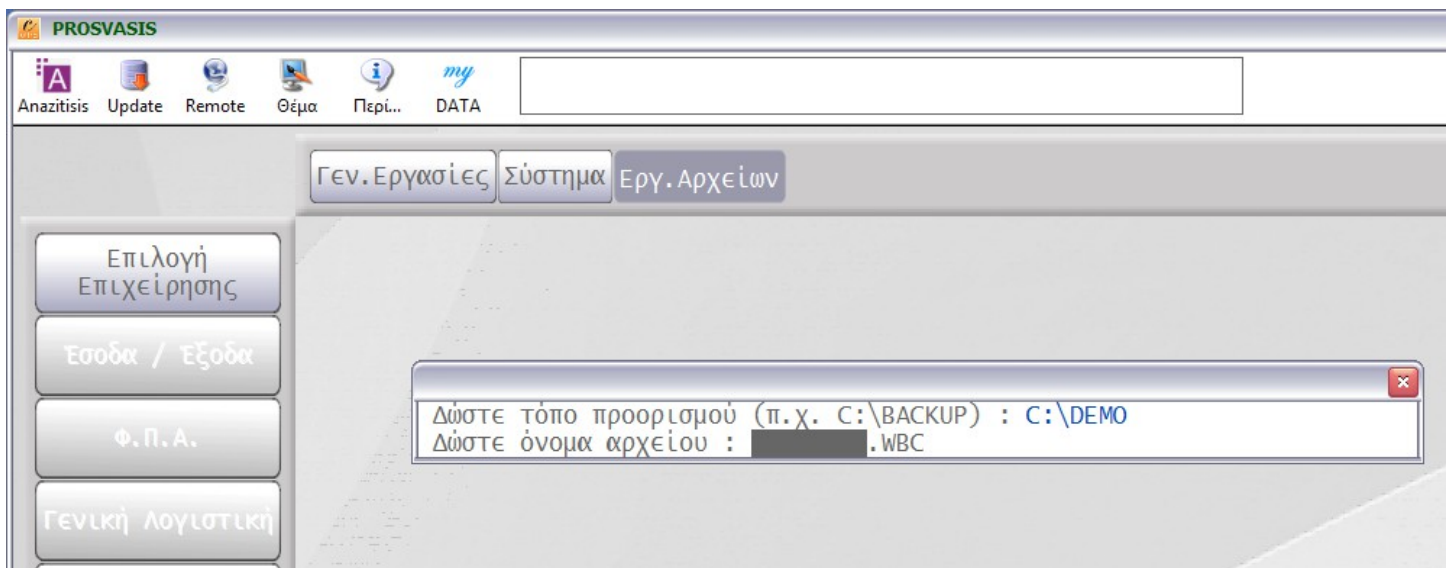 PROSVASIS
Anazitisis Update Remote Θέμα Περί... my DATA
Γεν.Εργασίες Σύστημα Εργ.Αρχείων
Επιλογή
Επιχείρησης
Έσοδα / Έξοδα
Φ.Π.Α.
Γενική Λογιστική
Δώστε τόπο προορισμού (π.χ. C:\BACKUP) : C:\DEMO
Δώστε όνομα αρχείου : .WBC